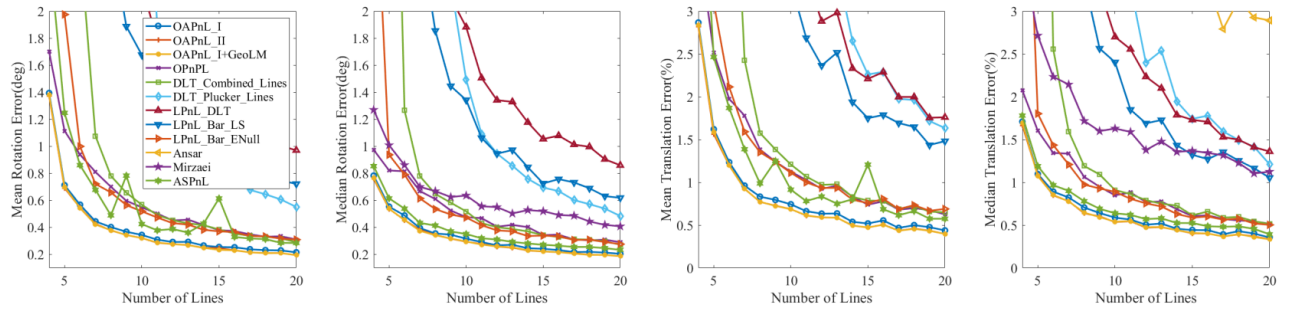 Mean Rotation Error(deg)
2
1.8
1.6
1.4
1.2
1
0.8
0.6
0.4
0.2
5
10
15
20
Number of Lines
OAPnL_I
OAPnL_II
OAPnL_I+GeoLM
OPnPL
DLT_Combined_Lines
DLT_Plucker_Lines
LPnL_DLT
LPnL_Bar_LS
LPnL_Bar_ENull
Ansar
Mirzaei
ASPnL
Median Rotation Error(deg)
2
1.8
1.6
1.4
1.2
1
0.8
0.6
0.4
0.2
5
10
15
20
Number of Lines
Mean Translation Error(%)
3
2.5
2
1.5
1
0.5
0
5
10
15
20
Number of Lines
Median Translation Error(%)
3
2.5
2
1.5
1
0.5
0
5
10
15
20
Number of Lines